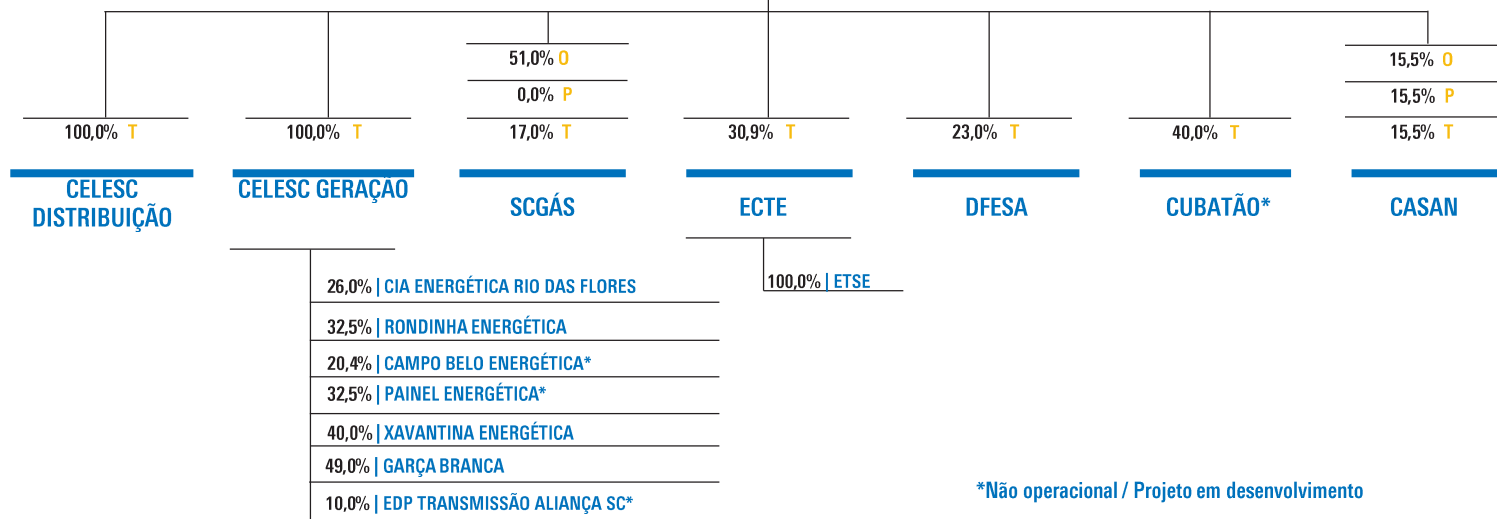 51,0% O
15,5% O
0,0% P
15,5% P
100,0% T
100,0% T
17,0% T
30,9% T
23,0% T
40,0% T
15,5% T
CELESC
DISTRIBUIÇÃO
CELESC GERAÇÃO
SCGÁS
ECTE
DFESA
CUBATÃO*
CASAN
26,0% | CIA ENERGÉTICA RIO DAS FLORES
100,0% | ETSE
32,5% | RONDINHA ENERGÉTICA
20,4% | CAMPO BELO ENERGÉTICA*
32,5% | PAINEL ENERGÉTICA*
40,0% | XAVANTINA ENERGÉTICA
49,0% | GARÇA BRANCA
10,0% | EDP TRANSMISSÃO ALIANÇA SC*
*Não operacional / Projeto em desenvolvimento